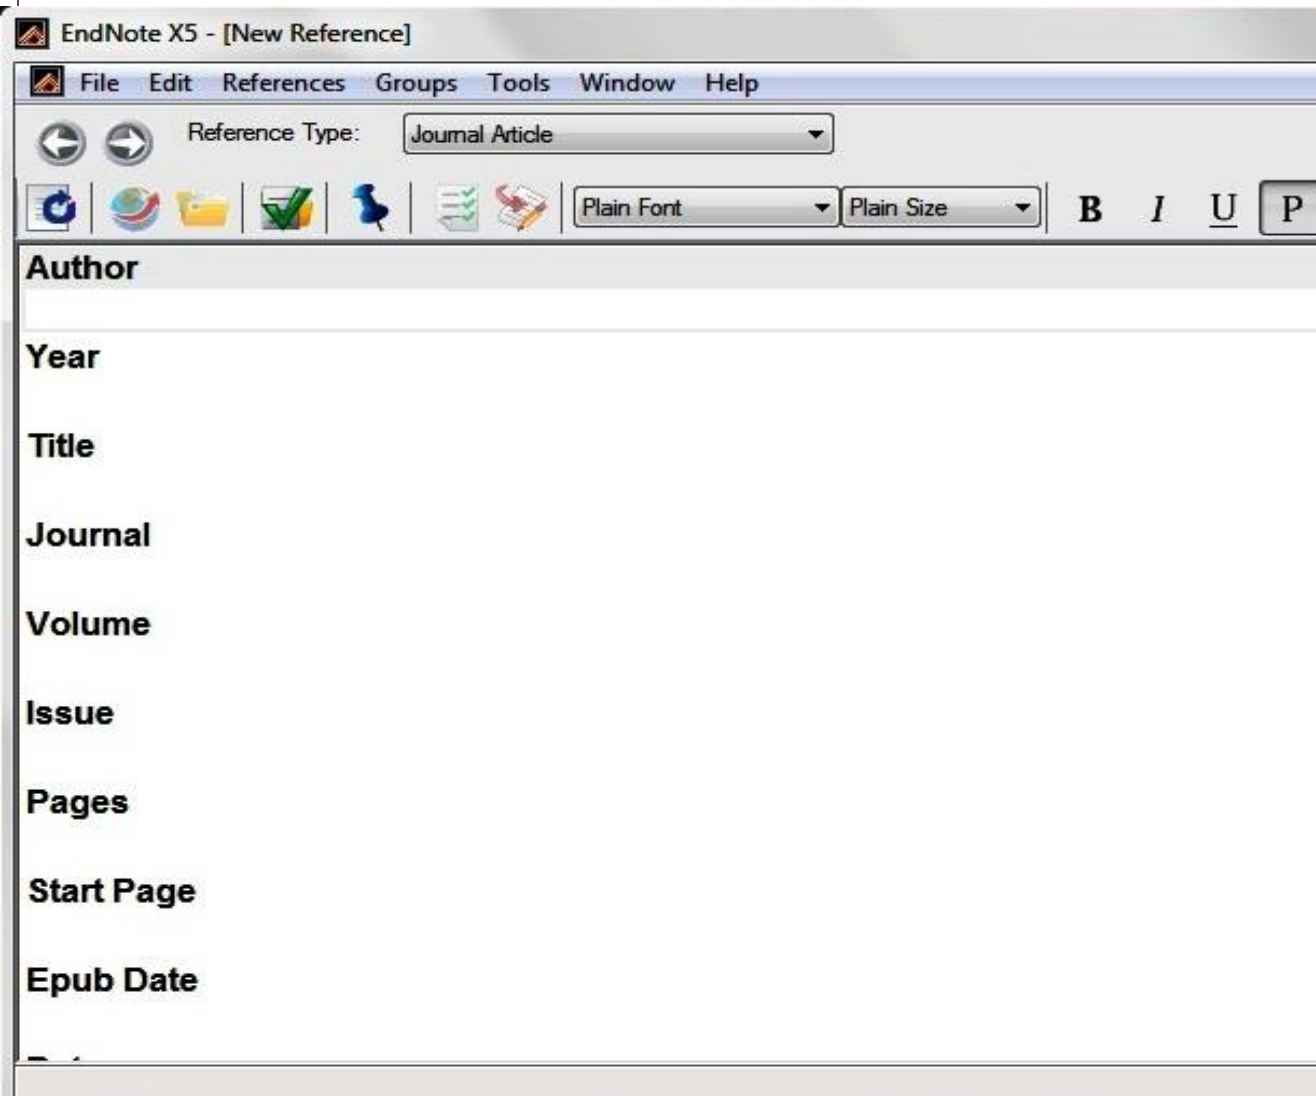 EndNote X5 - [New Reference]
File Edit References Groups Tools Window Help
Reference Type: Journal Article
Plain Font Plain Size B I U P
Author
Year
Title
Journal
Volume
Issue
Pages
Start Page
Epub Date